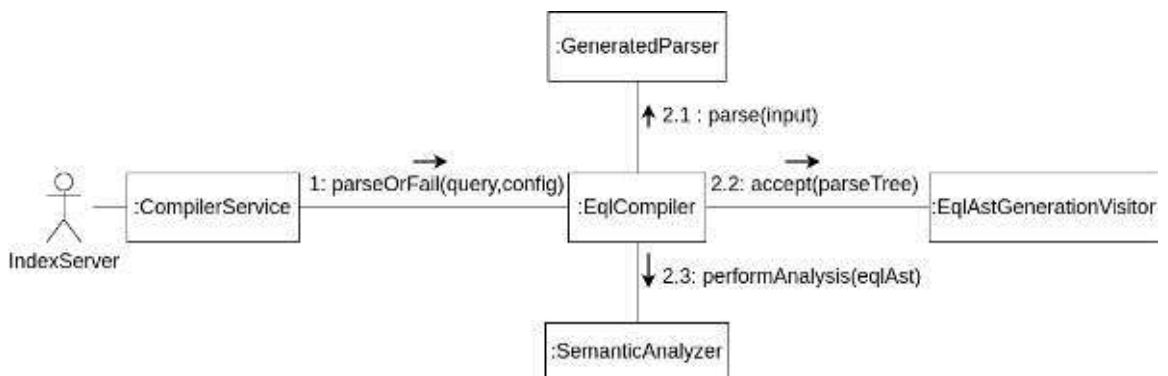 :GeneratedParser
2.1 : parse(input)
1: parseOrFail(query,config)
2.2: accept(parseTree)
:CompilerService
:EqlCompiler
:EqlAstGenerationVisitor
IndexServer
2.3: performAnalysis(eqlAst)
:SemanticAnalyzer